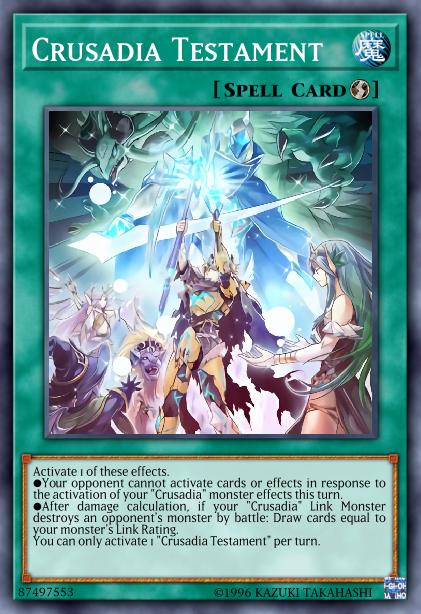 CRUSADIA TESTAMENT
SPELL
魔
[SPELL CARD]
Activate 1 of these effects.
●Your opponent cannot activate cards or effects in response to
the activation of your "Crusadia" monster effects this turn.
●After damage calculation, if your "Crusadia" Link Monster
destroys an opponent's monster by battle: Draw cards equal to
your monster's Link Rating.
You can only activate 1 "Crusadia Testament" per turn.
87497553
©1996 KAZUKI TAKAHASHI